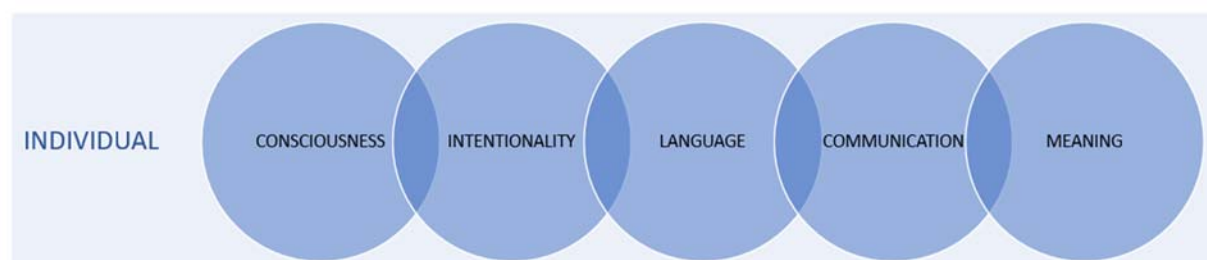 INDIVIDUAL
CONSCIOUSNESS
INTENTIONALITY
LANGUAGE
COMMUNICATION
MEANING